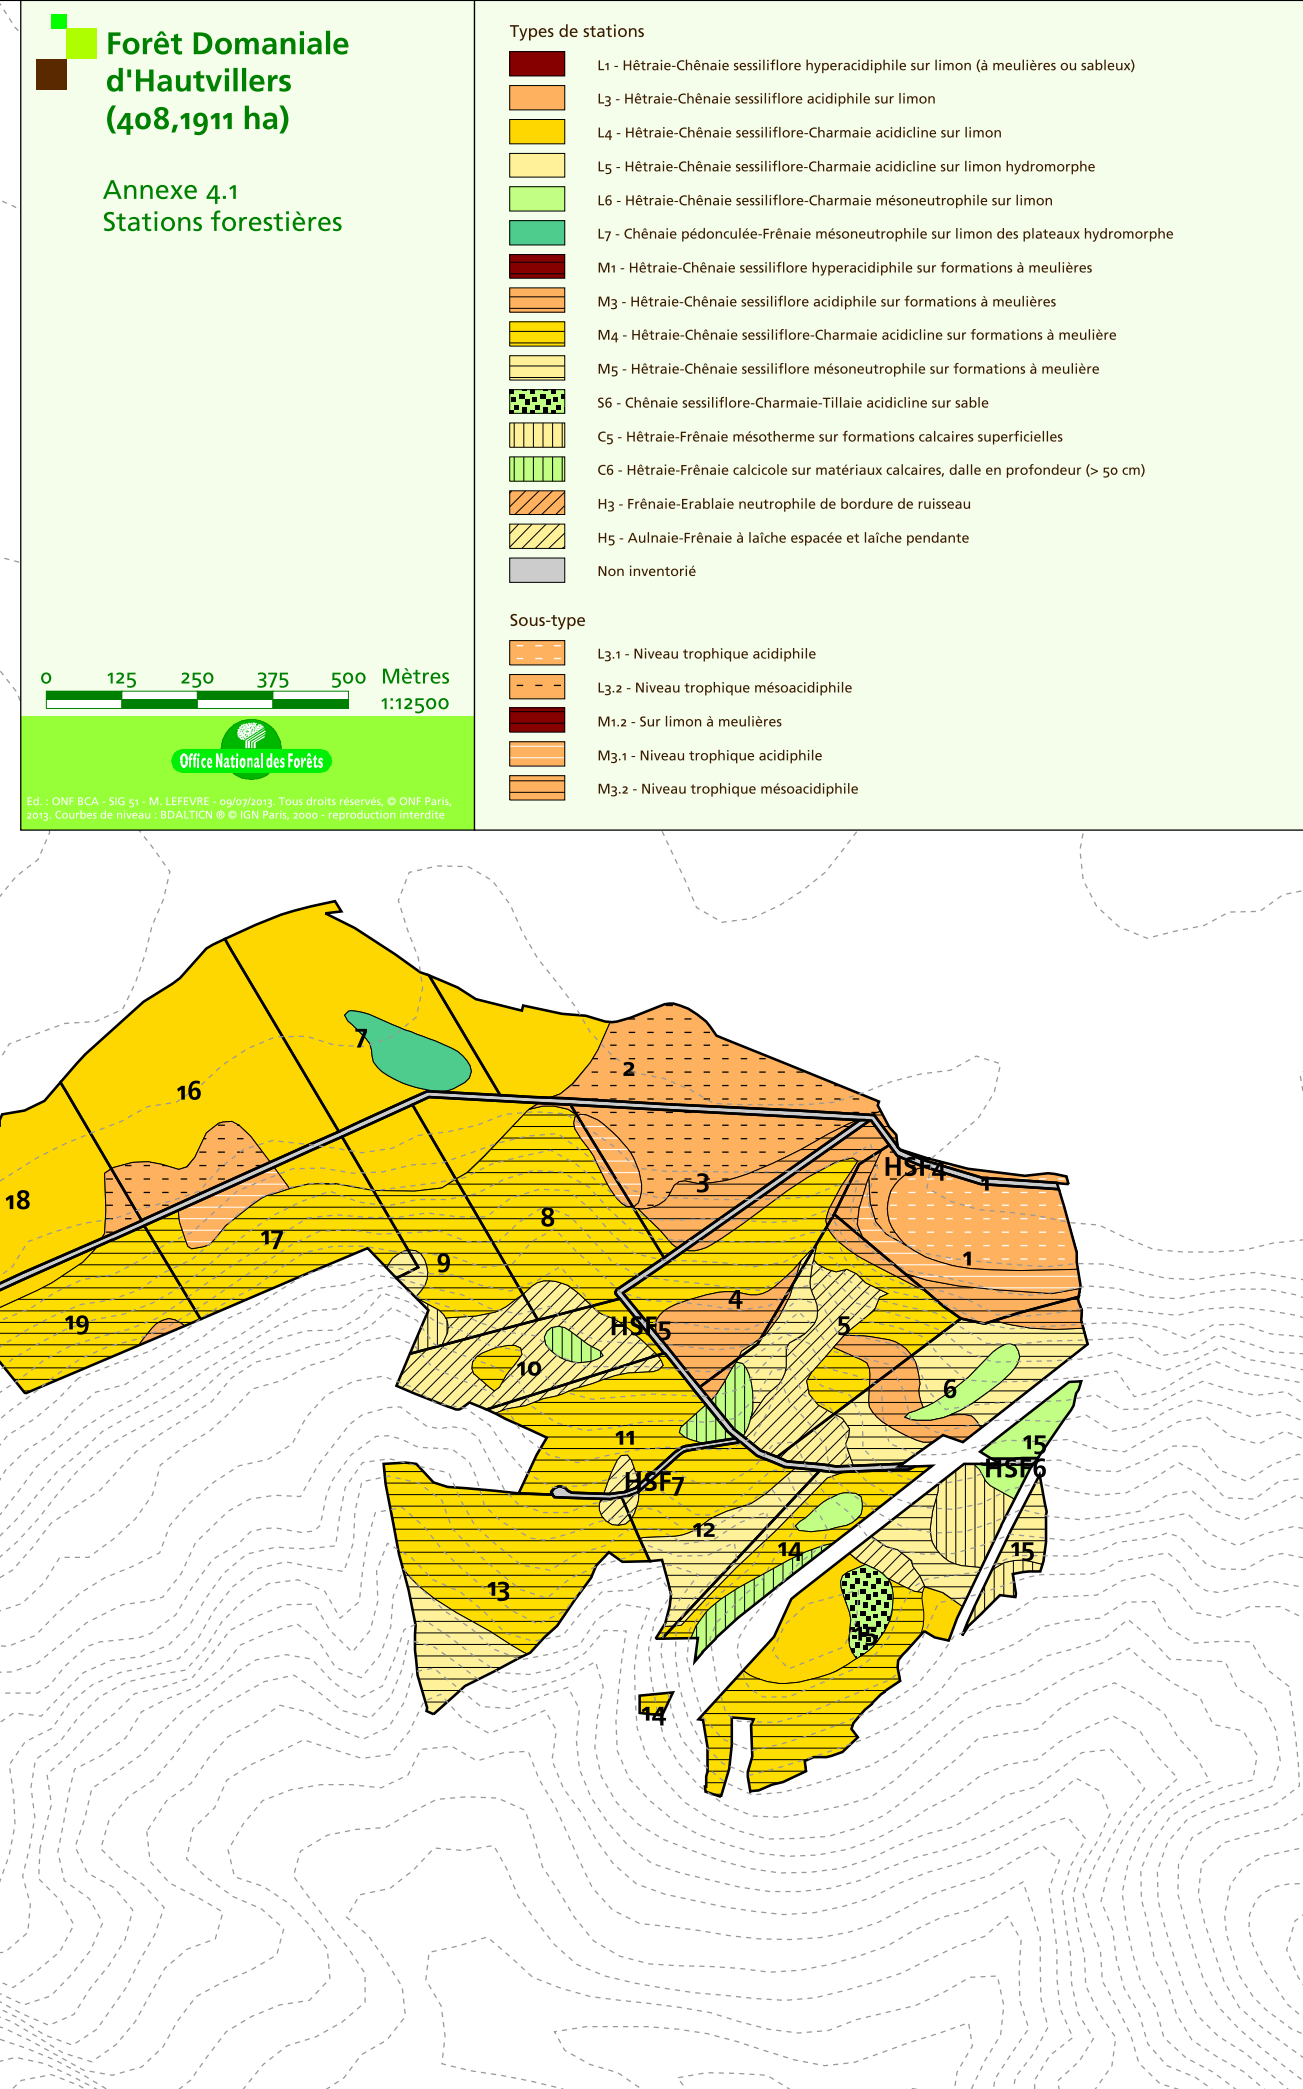 Forêt Domaniale
d'Hautvillers
(408,1911 ha)
Annexe 4.1
Stations forestières
0 125 250 375 500 Mètres
1:12500
Office National des Forêts
Ed. : ONF BCA - SIG 51 - M. LEFEVRE - 09/07/2013. Tous droits réservés, © ONF Paris,
2013. Courbes de niveau : BDALTICN ® © IGN Paris, 2000 - reproduction interdite
Types de stations
L1 - Hêtraie-Chênaie sessiliflore hyperacidiphile sur limon (à meulières ou sableux)
L3 - Hêtraie-Chênaie sessiliflore acidiphile sur limon
L4 - Hêtraie-Chênaie sessiliflore-Charmaie acidicline sur limon
L5 - Hêtraie-Chênaie sessiliflore-Charmaie acidicline sur limon hydromorphe
L6 - Hêtraie-Chênaie sessiliflore-Charmaie mésoneutrophile sur limon
L7 - Chênaie pédonculée-Frênaie mésoneutrophile sur limon des plateaux hydromorphe
M1 - Hêtraie-Chênaie sessiliflore hyperacidiphile sur formations à meulières
M3 - Hêtraie-Chênaie sessiliflore acidiphile sur formations à meulières
M4 - Hêtraie-Chênaie sessiliflore-Charmaie acidicline sur formations à meulière
M5 - Hêtraie-Chênaie sessiliflore mésoneutrophile sur formations à meulière
S6 - Chênaie sessiliflore-Charmaie-Tillaie acidicline sur sable
C5 - Hêtraie-Frênaie mésotherme sur formations calcaires superficielles
C6 - Hêtraie-Frênaie calcicole sur matériaux calcaires, dalle en profondeur (> 50 cm)
H3 - Frênaie-Erablaie neutrophile de bordure de ruisseau
H5 - Aulnaie-Frênaie à laîche espacée et laîche pendante
Non inventorié
Sous-type
L3.1 - Niveau trophique acidiphile
L3.2 - Niveau trophique mésoacidiphile
M1.2 - Sur limon à meulières
M3.1 - Niveau trophique acidiphile
M3.2 - Niveau trophique mésoacidiphile
7
2
16
HSF4
1
3
18
8
17
1
9
4
19
HSF5
5
10
6
11
15
HSF6
HSF7
12
14
15
13
15
14